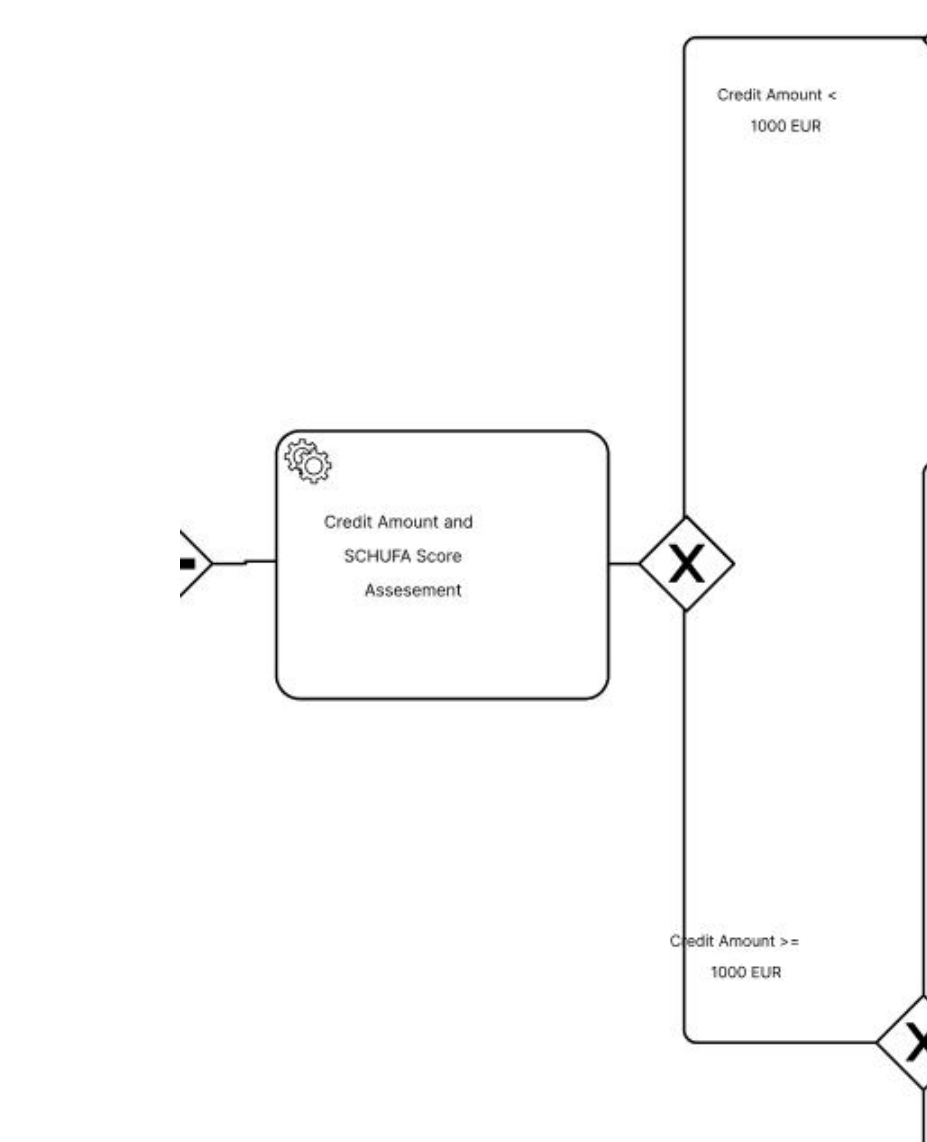 Credit Amount <
1000 EUR
Credit Amount and
SCHUFA Score
Assesement
X
Credit Amount >=
1000 EUR
X